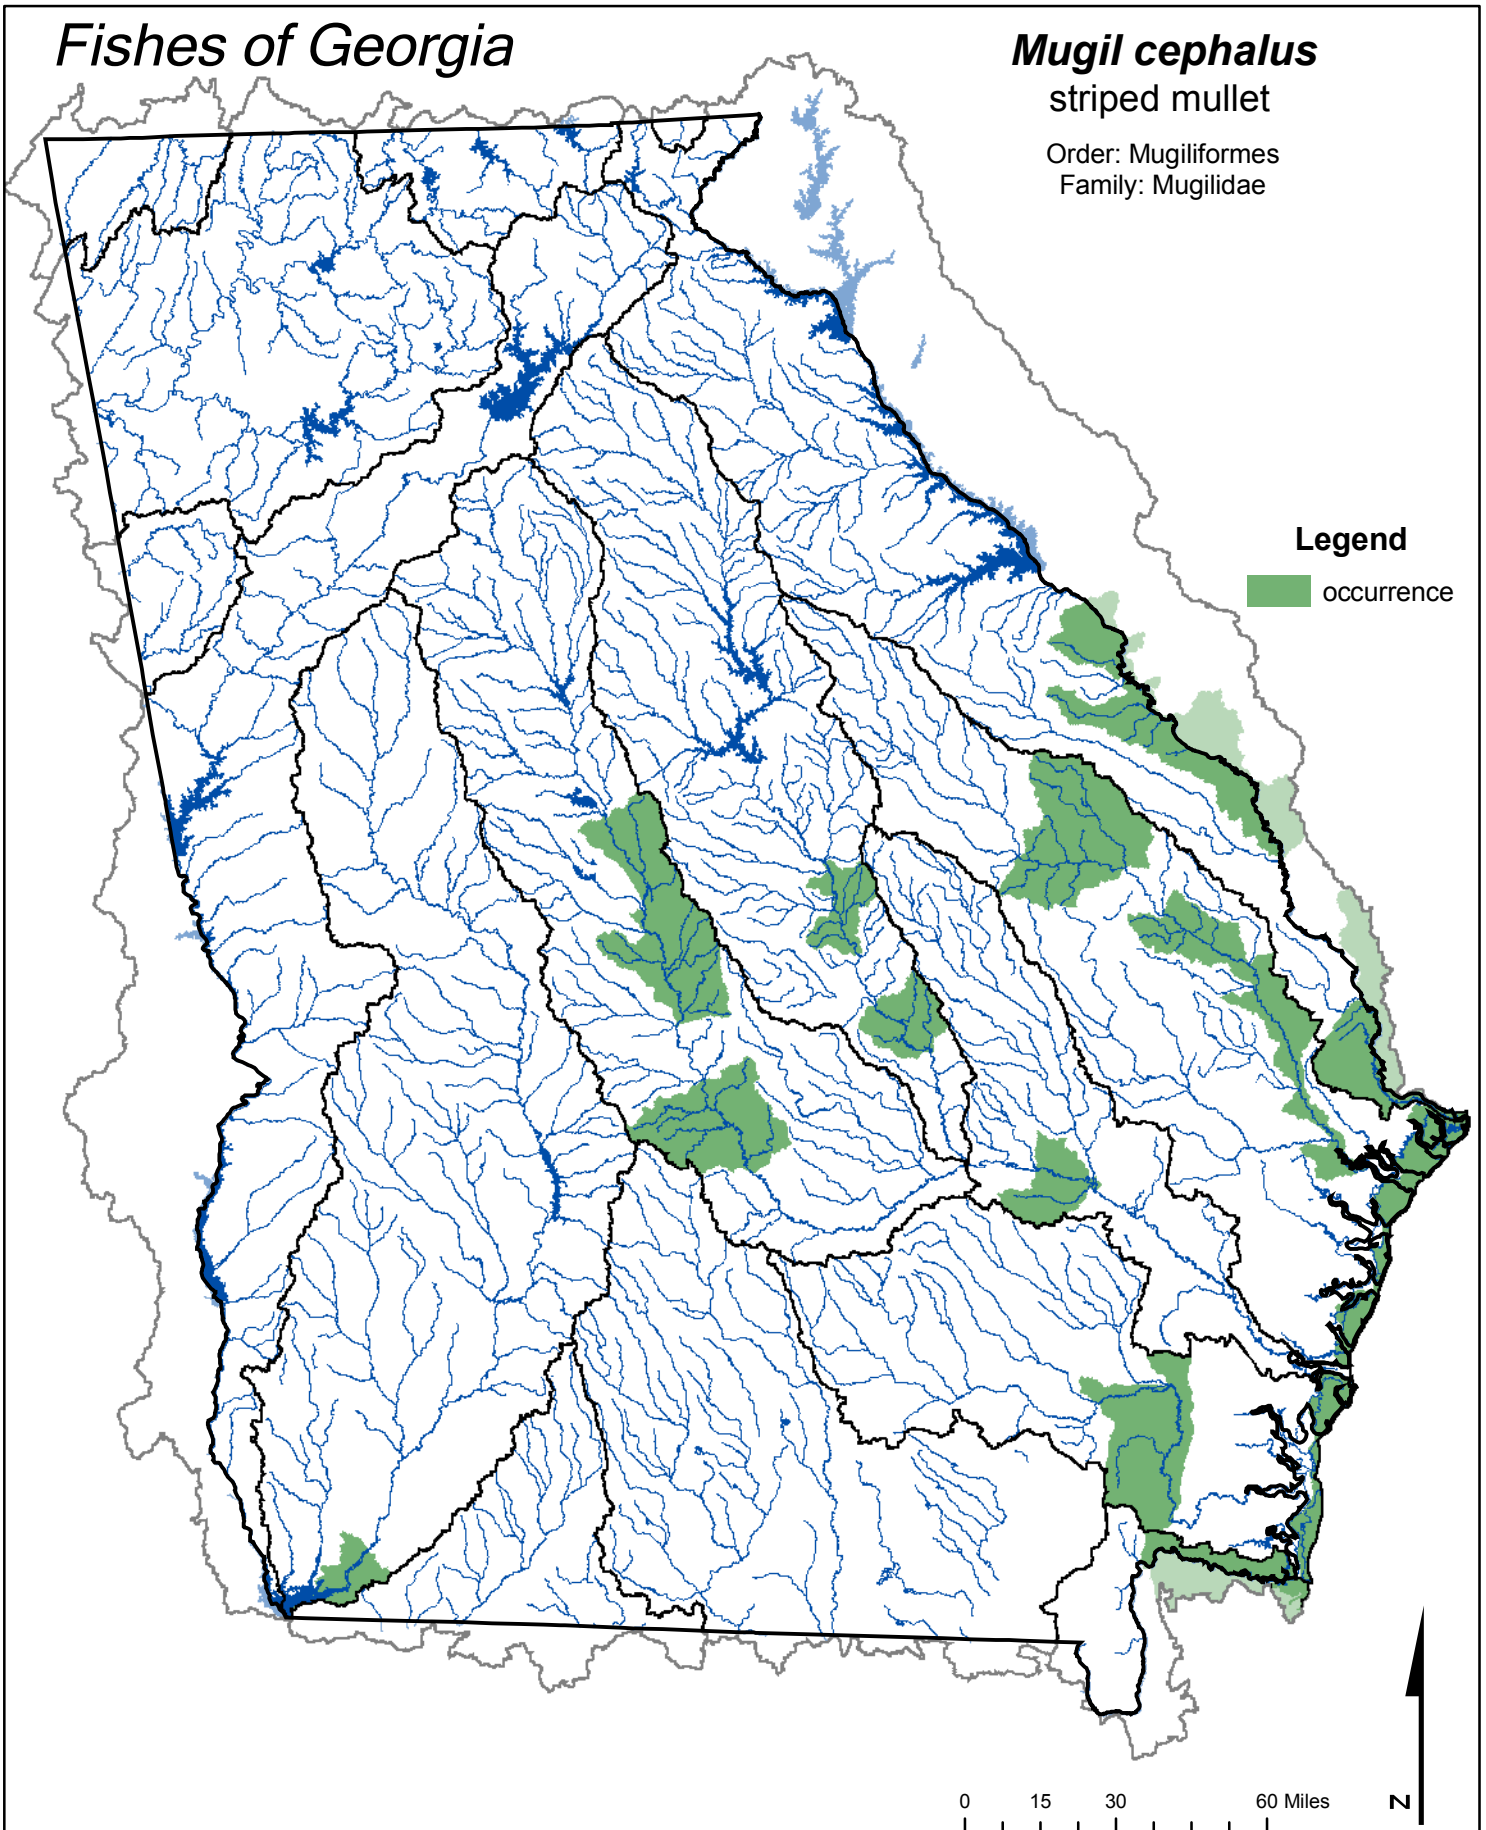 Fishes of Georgia
Mugil cephalus
striped mullet
Order: Mugiliformes
Family: Mugilidae
Legend
occurrence
0 15 30 60 Miles
N